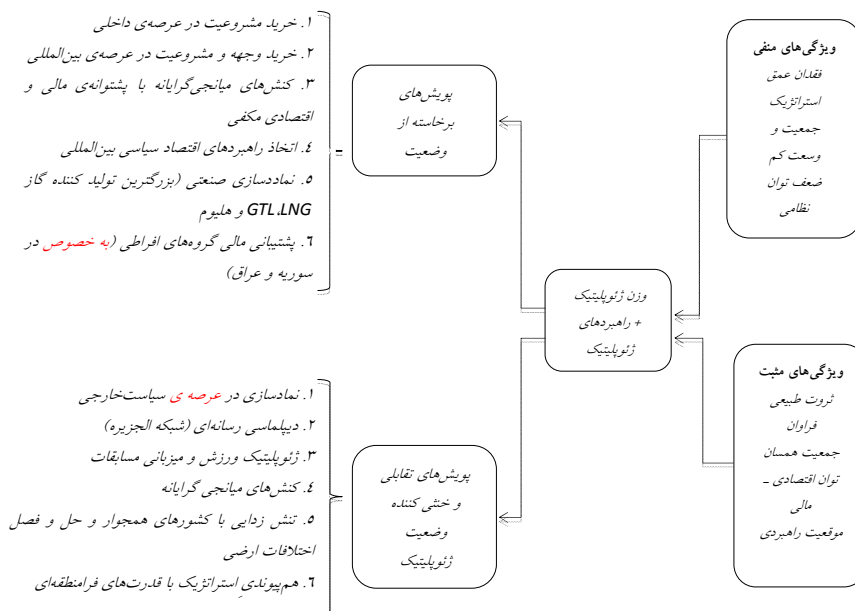 ویژگی‌های منفی
فقدان عمق
استراتژیک
جمعیت و
وسعت کم
ضعف توان
نظامی
ویژگی‌های مثبت
ثروت طبیعی
فراوان
جمعیت همسان
توان اقتصادی –
مالی
موقعیت راهبردی
وزن ژئوپلیتیک
+ راهبردهای
ژئوپلیتیک
پویش‌های
برخاسته از
وضعیت
۱. خرید مشروعیت در عرصه‌ی داخلی
۲. خرید وجهه و مشروعیت در عرصه‌ی بین‌المللی
۳. کنش‌های میانجی‌گرایانه با پشتوانه‌ی مالی و
اقتصادی مکفی
٤. اتخاذ راهبردهای اقتصاد سیاسی بین‌المللی
۵. نماددسازی صنعتی (بزرگترین تولید کننده گاز
GTL،LNG و هلیوم
٦. پشتیبانی مالی گروه‌های افراطی (به خصوص در
سوریه و عراق)
پویش‌های تقابلی
و خنثی کننده
وضعیت
ژئوپلیتیک
۱. نمادسازی در عرصه ی سیاست‌خارجی
۲. دیپلماسی رسانه‌ای (شبکه الجزیره)
۳. ژئوپلیتیک ورزش و میزبانی مسابقات
٤. کنش‌های میانجی گرایانه
۵. تنش زدایی با کشورهای همجوار و حل و فصل
اختلافات ارضی
٦. هم‌پیوندیِ استراتژیک با قدرت‌های فرامنطقه‌ای